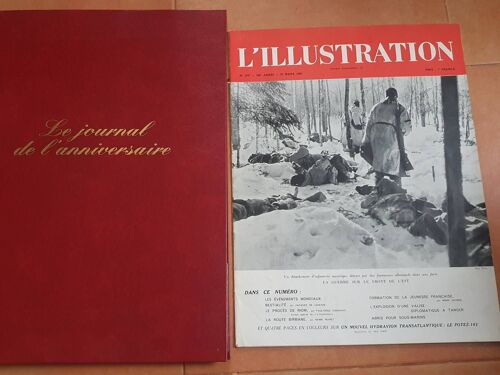 Le journal
de l'anniversaire
L'ILLUSTRATION
LA GUERRE SUR LE FRONT DE L'EST
DANS CE NUMÉRO :
LES ÉVÉNEMENTS MONDIAUX
BESTIALITÉ
LE PROCÈS DE RIOM,
LA ROUTE BIRMANE,
FORMATION DE LA JEUNESSE FRANÇAISE,
L'EXPLOSION D'UNE VALISE
DIPLOMATIQUE A TANGER
ABRIS POUR SOUS-MARINS
ET QUATRE PAGES EN COULEURS SUR UN NOUVEL HYDRAVION TRANSATLANTIQUE : LE POTEZ-161